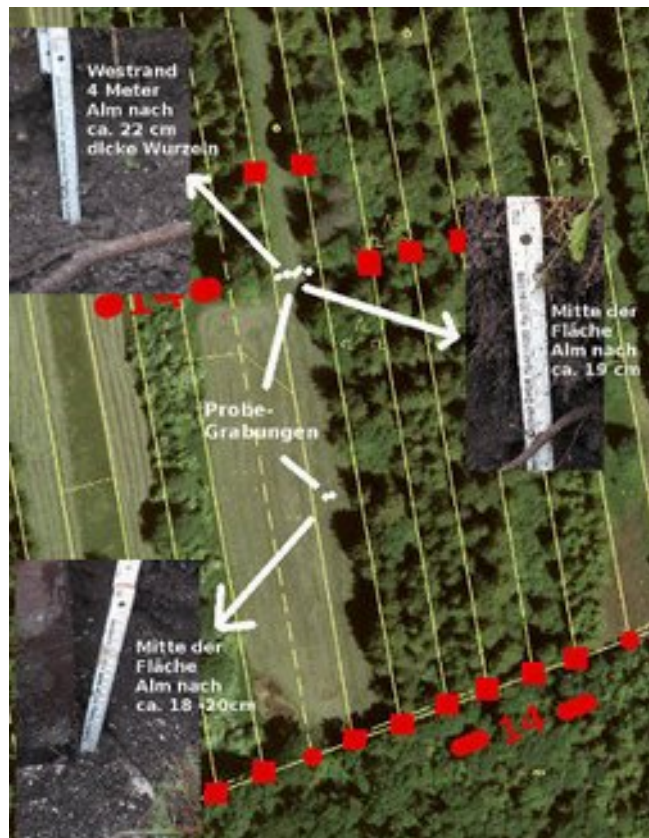 Westrand
4 Meter
Alm nach
ca. 22 cm
dicke Wurzeln
14
Mitte der
Fläche
Alm nach
ca. 19 cm
Probe-
Grabungen
Mitte der
Fläche
Alm nach
ca. 18 -20cm
14